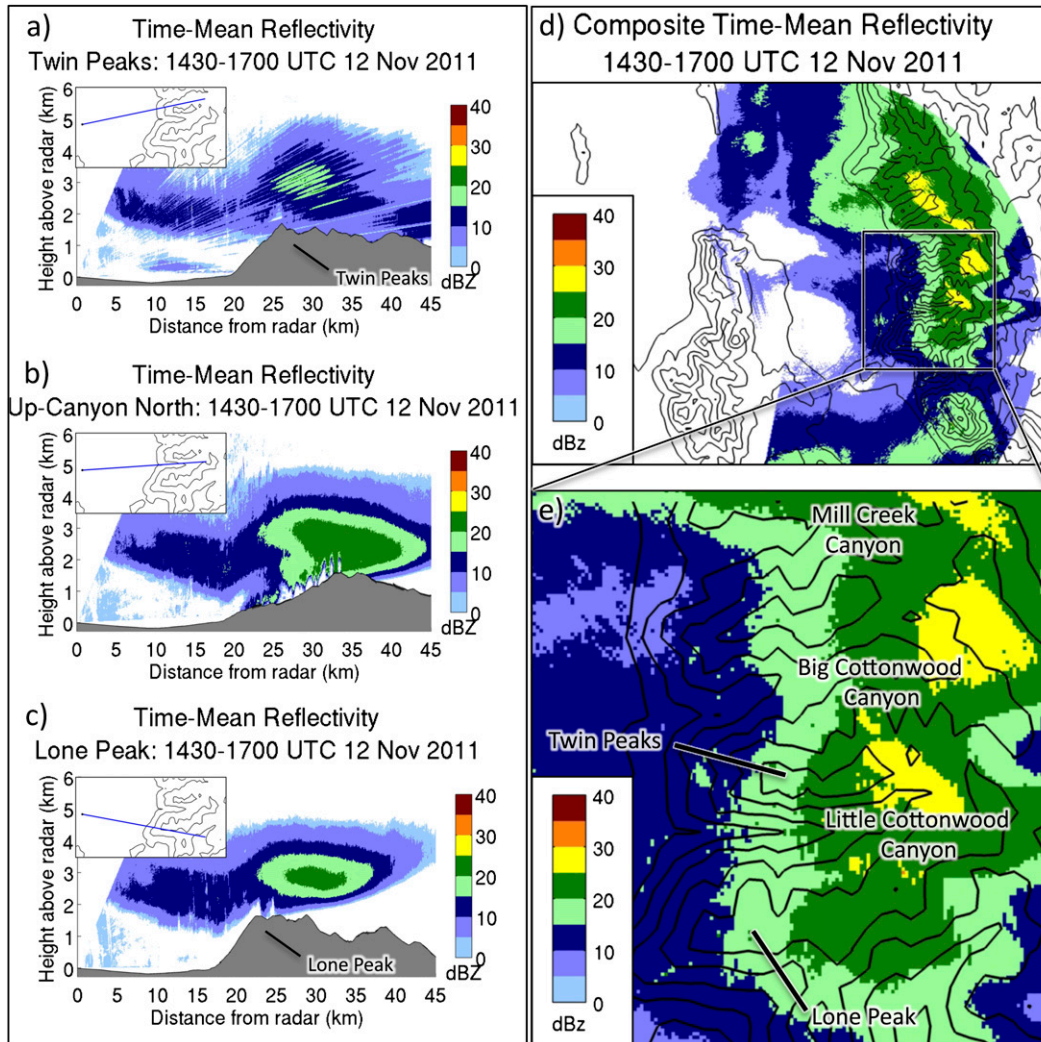 a)
Time-Mean Reflectivity
Twin Peaks: 1430-1700 UTC 12 Nov 2011
Height above radar (km)
6
5
4
3
2
1
0
0 5 10 15 20 25 30 35 40 45
Distance from radar (km)
Twin Peaks
40
30
20
10
0
dBZ
b)
Time-Mean Reflectivity
Up-Canyon North: 1430-1700 UTC 12 Nov 2011
Height above radar (km)
6
5
4
3
2
1
0
0 5 10 15 20 25 30 35 40 45
Distance from radar (km)
40
30
20
10
0
dBZ
c)
Time-Mean Reflectivity
Lone Peak: 1430-1700 UTC 12 Nov 2011
Height above radar (km)
6
5
4
3
2
1
0
0 5 10 15 20 25 30 35 40 45
Distance from radar (km)
Lone Peak
40
30
20
10
0
dBZ
d) Composite Time-Mean Reflectivity
1430-1700 UTC 12 Nov 2011
40
30
20
10
0
dBz
e)
Mill Creek
Canyon
Big Cottonwood
Canyon
Twin Peaks
Little Cottonwood
Canyon
Lone Peak
40
30
20
10
0
dBz